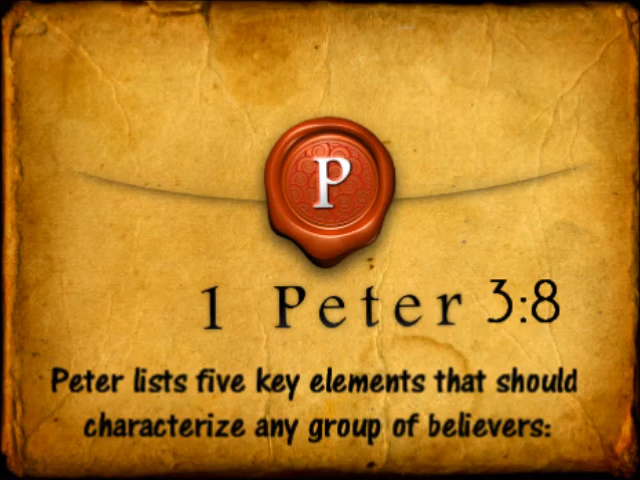 P
1 Peter 3:8
Peter lists five key elements that should
characterize any group of believers: